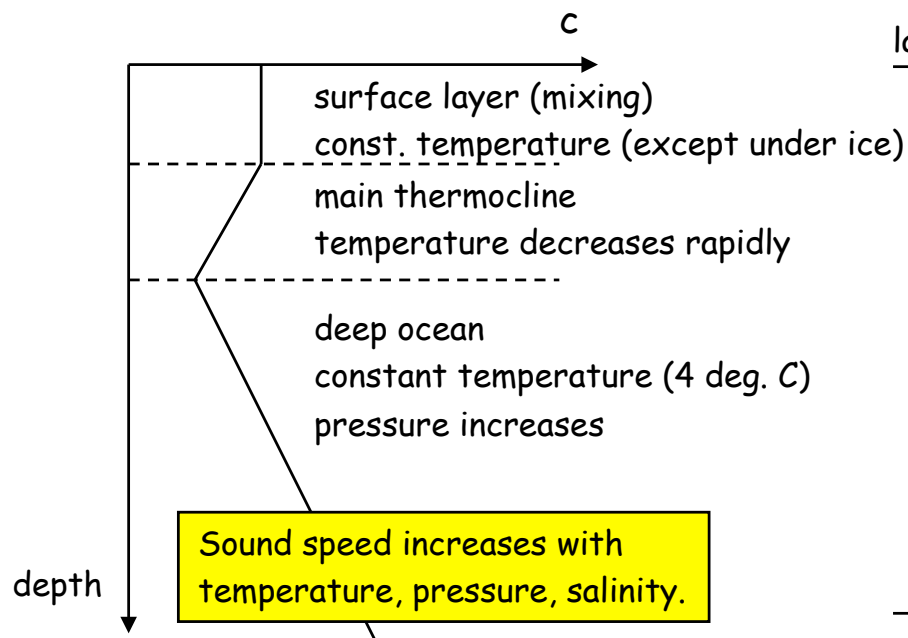 c
surface layer (mixing)
const. temperature (except under ice)
main thermocline
temperature decreases rapidly
deep ocean
constant temperature (4 deg. C)
pressure increases
Sound speed increases with
temperature, pressure, salinity.
depth